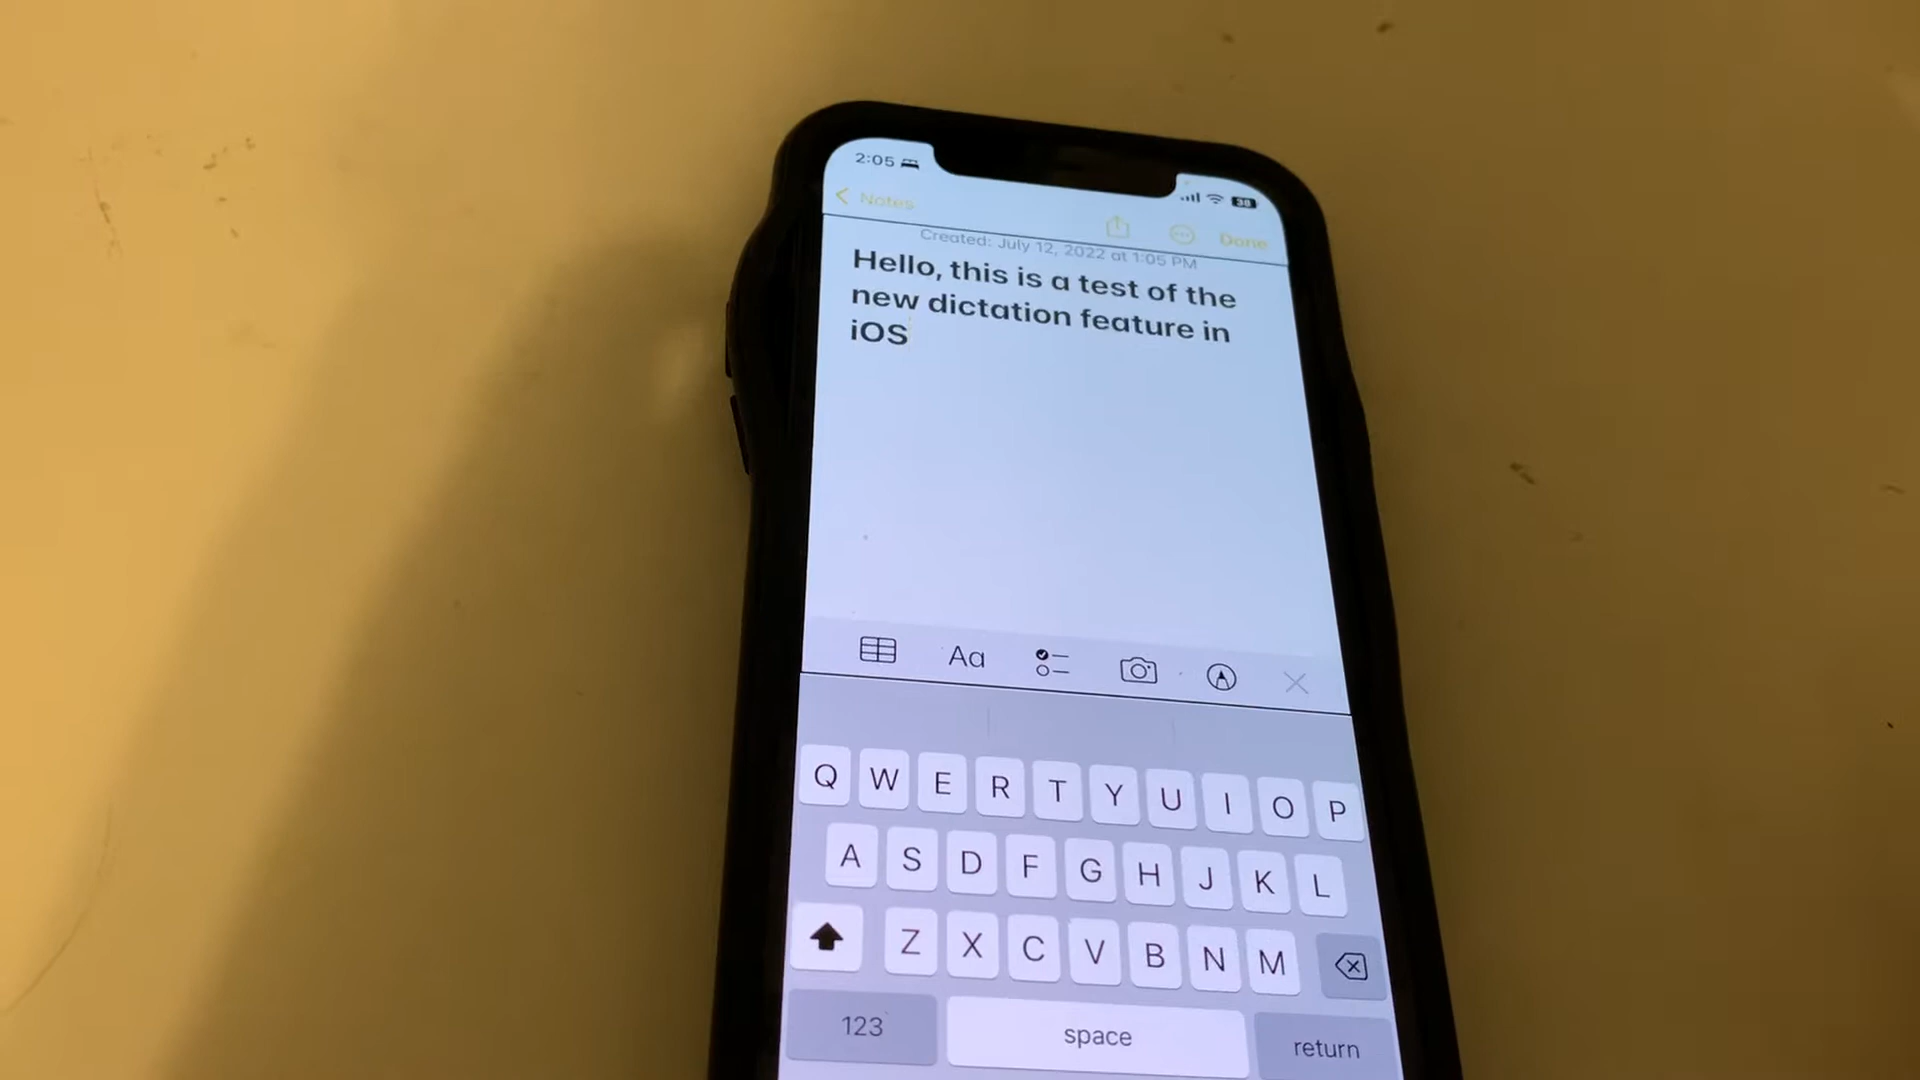 2:05
38
Notes
Done
Created: July 12, 2022 at 1:05 PM
Hello, this is a test of the
new dictation feature in
iOS
Aa
Q W E R T Y U I O P
A S D F G H J K L
Z X C V B N M
123 space return